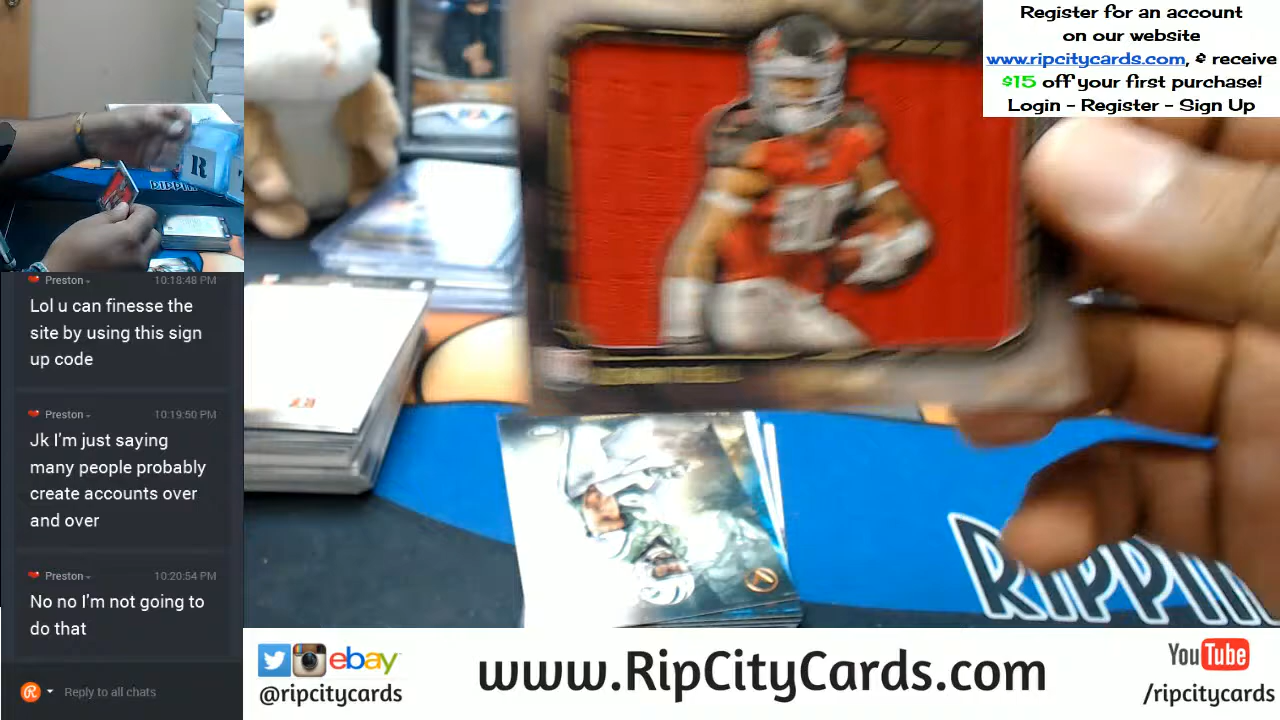 Register for an account
on our website
www.ripcitycards.com, & receive
$15 off your first purchase!
Login - Register - Sign Up
R
RIPPIN
Preston
10:18:48 PM
Lol u can finesse the
site by using this sign
up code
Preston
10:19:50 PM
Jk I'm just saying
many people probably
create accounts over
and over
Preston
10:20:54 PM
No no I'm not going to
do that
Reply to all chats
RIPPIN
ebay
@ripcitycards
www.RipCityCards.com
YouTube
/ripcitycards